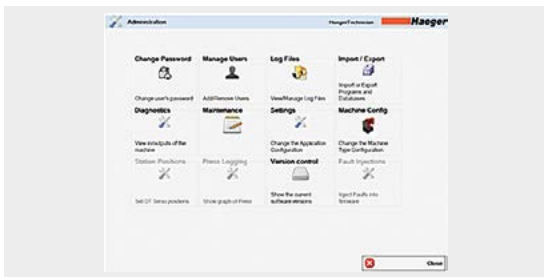 Administration
HaegerTechnician
Haeger
Change Password Manage Users Log Files Import / Export
Change user's password Add/Remove Users View/Manage Log Files Import or Export Programs and Databases
Diagnostics Maintenance Settings Machine Config
View in/outputs of the machine Change the Application Configuration Change the Machine Type Configuration
Station Positions Press Logging Version control Fault Injections
Set DT Servo positions Show graph of Press Show the current software versions Inject Faults into firmware
Close